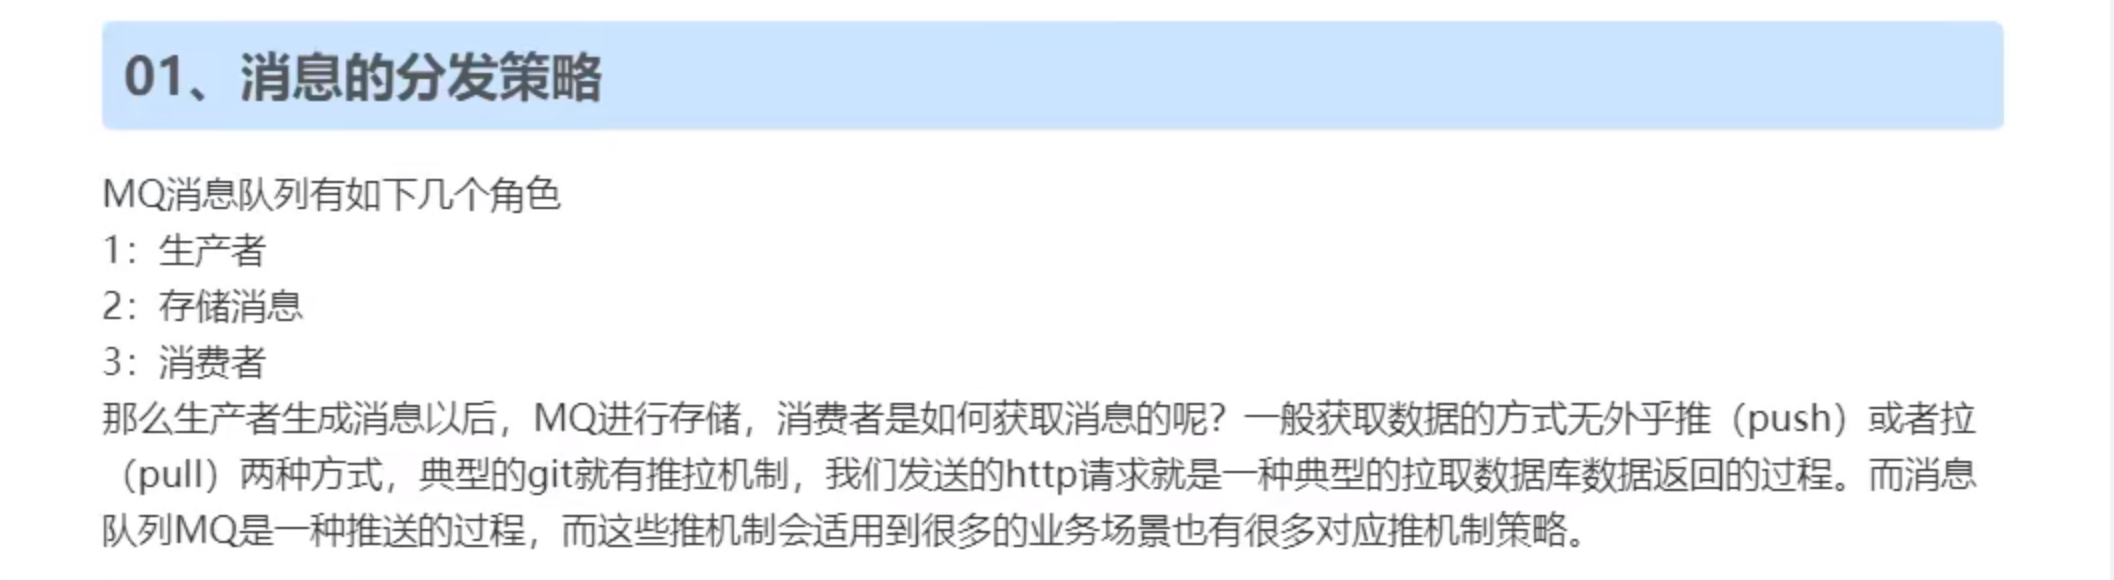 01、消息的分发策略
MQ消息队列有如下几个角色
1：生产者
2：存储消息
3：消费者
那么生产者生成消息以后，MQ进行存储，消费者是如何获取消息的呢？一般获取数据的方式无外乎推（push）或者拉
（pull）两种方式，典型的git就有推拉机制，我们发送的http请求就是一种典型的拉取数据库数据返回的过程。而消息
队列MQ是一种推送的过程，而这些推机制会适用到很多的业务场景也有很多对应推机制策略。